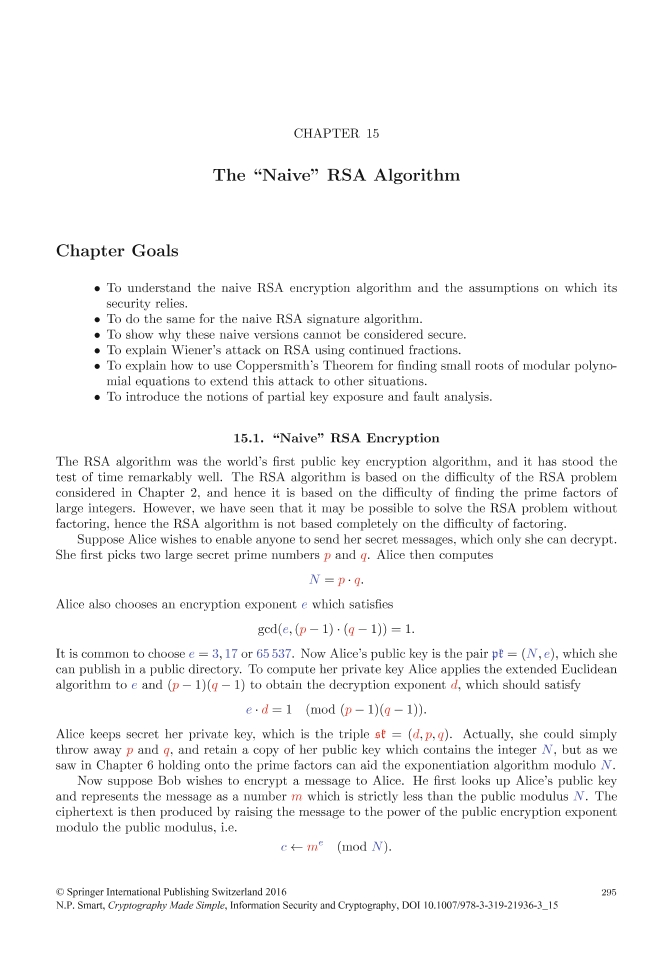 CHAPTER 15
The “Naive” RSA Algorithm
Chapter Goals
• To understand the naive RSA encryption algorithm and the assumptions on which its
security relies.
• To do the same for the naive RSA signature algorithm.
• To show why these naive versions cannot be considered secure.
• To explain Wiener’s attack on RSA using continued fractions.
• To explain how to use Coppersmith’s Theorem for finding small roots of modular polyno-
mial equations to extend this attack to other situations.
• To introduce the notions of partial key exposure and fault analysis.
15.1. “Naive” RSA Encryption
The RSA algorithm was the world’s first public key encryption algorithm, and it has stood the
test of time remarkably well. The RSA algorithm is based on the difficulty of the RSA problem
considered in Chapter 2, and hence it is based on the difficulty of finding the prime factors of
large integers. However, we have seen that it may be possible to solve the RSA problem without
factoring, hence the RSA algorithm is not based completely on the difficulty of factoring.
Suppose Alice wishes to enable anyone to send her secret messages, which only she can decrypt.
She first picks two large secret prime numbers p and q. Alice then computes
N = p · q.
Alice also chooses an encryption exponent e which satisfies
gcd(e, (p − 1) · (q − 1)) = 1.
It is common to choose e = 3, 17 or 65 537. Now Alice’s public key is the pair 𝔭𝔨 = (N, e), which she
can publish in a public directory. To compute her private key Alice applies the extended Euclidean
algorithm to e and (p − 1)(q − 1) to obtain the decryption exponent d, which should satisfy
e · d = 1 (mod (p − 1)(q − 1)).
Alice keeps secret her private key, which is the triple 𝔰𝔨 = (d, p, q). Actually, she could simply
throw away p and q, and retain a copy of her public key which contains the integer N, but as we
saw in Chapter 6 holding onto the prime factors can aid the exponentiation algorithm modulo N.
Now suppose Bob wishes to encrypt a message to Alice. He first looks up Alice’s public key
and represents the message as a number m which is strictly less than the public modulus N. The
ciphertext is then produced by raising the message to the power of the public encryption exponent
modulo the public modulus, i.e.
c ← mᵉ (mod N).
© Springer International Publishing Switzerland 2016 295
N.P. Smart, Cryptography Made Simple, Information Security and Cryptography, DOI 10.1007/978-3-319-21936-3_15